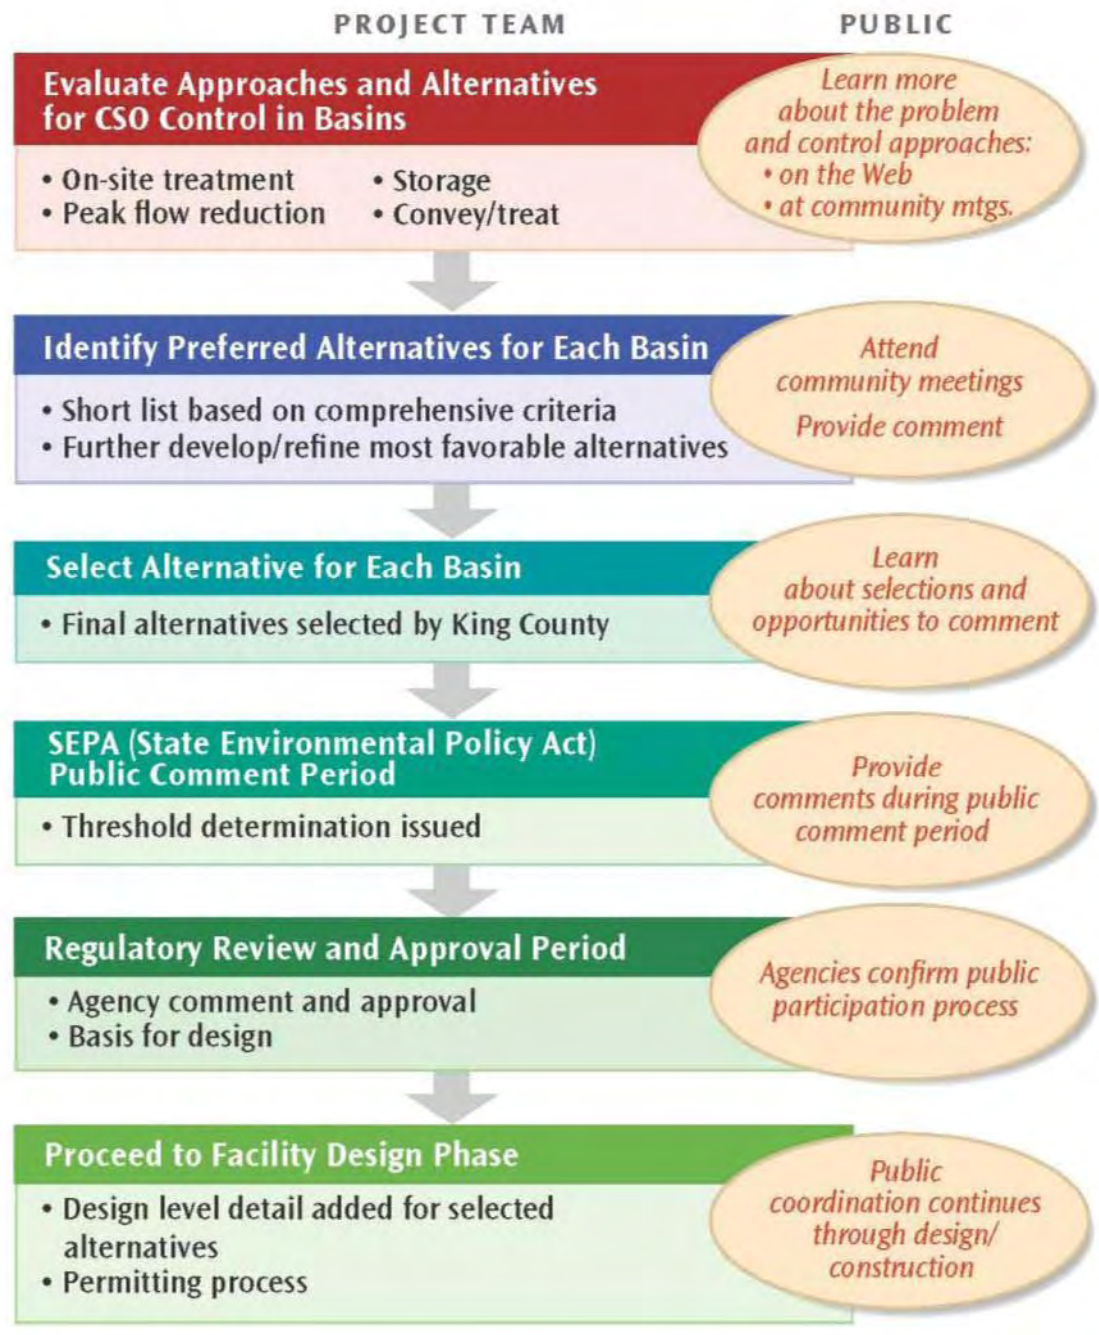 PROJECT TEAM
PUBLIC
Evaluate Approaches and Alternatives
for CSO Control in Basins
• On-site treatment
• Peak flow reduction
• Storage
• Convey/treat
Learn more
about the problem
and control approaches:
• on the Web
• at community mtgs.
Identify Preferred Alternatives for Each Basin
• Short list based on comprehensive criteria
• Further develop/refine most favorable alternatives
Attend
community meetings
Provide comment
Select Alternative for Each Basin
• Final alternatives selected by King County
Learn
about selections and
opportunities to comment
SEPA (State Environmental Policy Act)
Public Comment Period
• Threshold determination issued
Provide
comments during public
comment period
Regulatory Review and Approval Period
• Agency comment and approval
• Basis for design
Agencies confirm public
participation process
Proceed to Facility Design Phase
• Design level detail added for selected
alternatives
• Permitting process
Public
coordination continues
through design/
construction